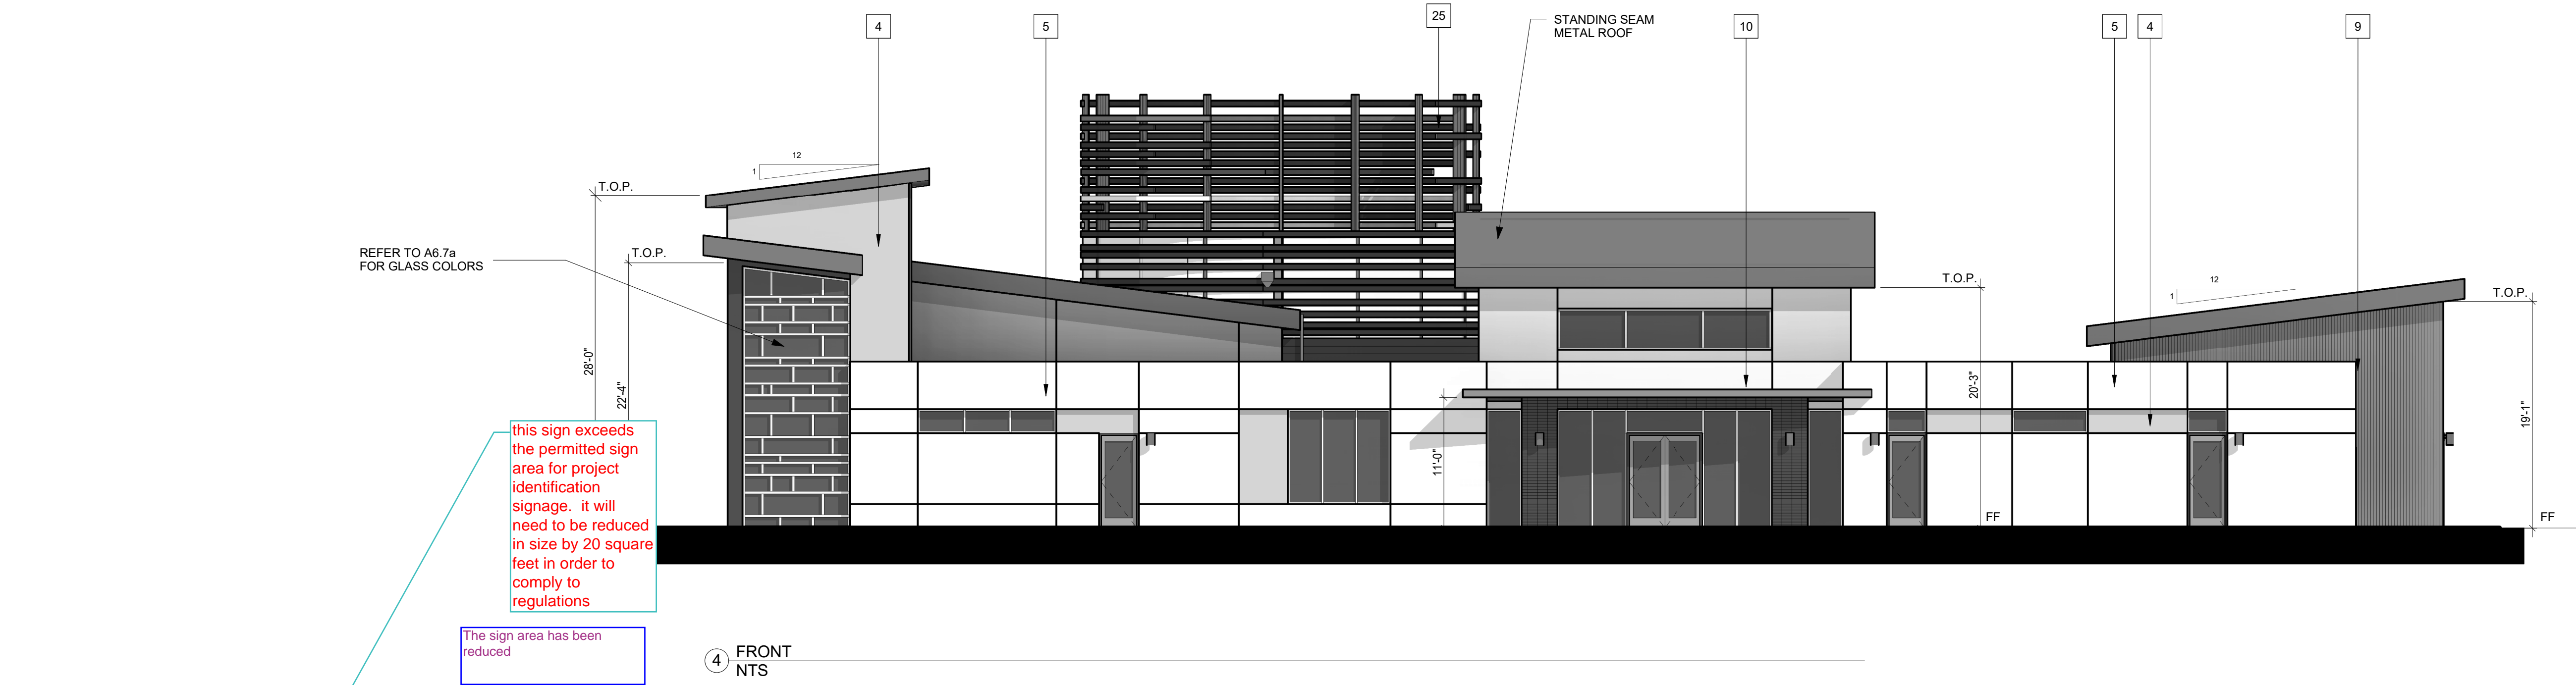 4
5
25
STANDING SEAM
METAL ROOF
10
5
4
9
12
1
T.O.P.
REFER TO A6.7a
FOR GLASS COLORS
T.O.P.
28'-0"
22'-4"
T.O.P.
12
1
T.O.P.
20'-3"
19'-1"
11'-0"
FF
FF
this sign exceeds
the permitted sign
area for project
identification
signage.  it will
need to be reduced
in size by 20 square
feet in order to
comply to
regulations
The sign area has been
reduced
4
FRONT
NTS